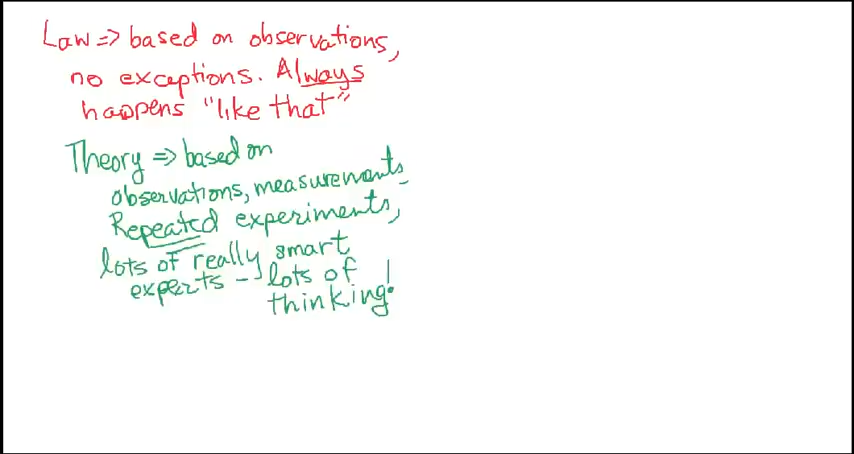 Law => based on observations,
no exceptions. Always
happens "like that"
Theory => based on
observations, measurements
Repeated experiments,
lots of really smart
experts - lots of
thinking!